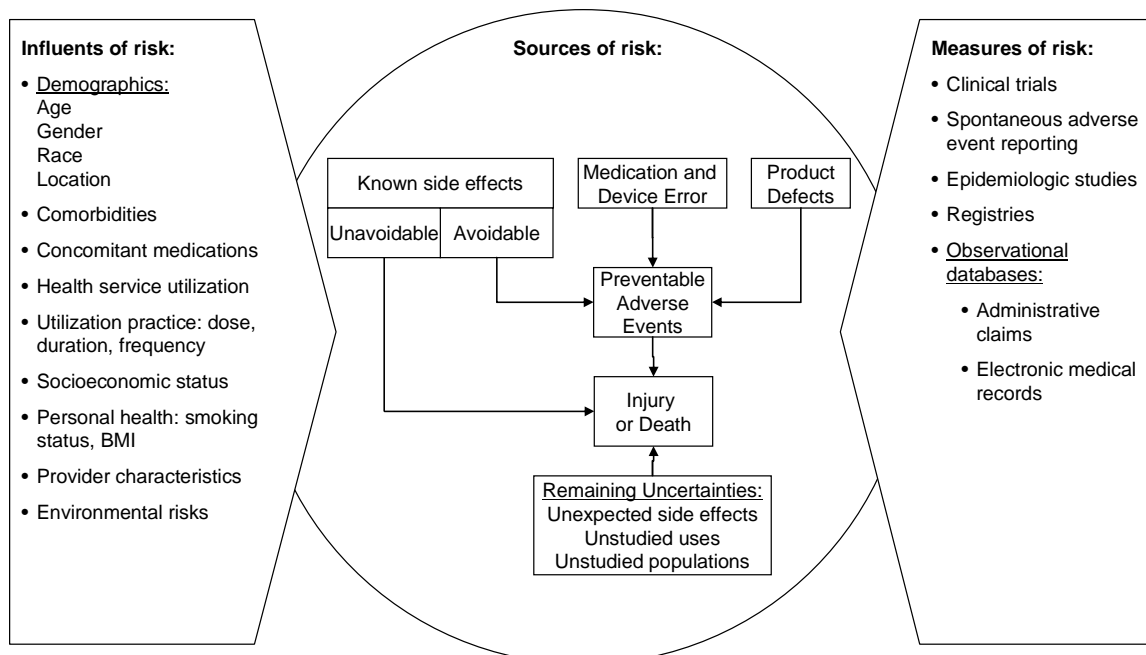 Influents of risk:
• Demographics:
Age
Gender
Race
Location
• Comorbidities
• Concomitant medications
• Health service utilization
• Utilization practice: dose,
duration, frequency
• Socioeconomic status
• Personal health: smoking
status, BMI
• Provider characteristics
• Environmental risks
Sources of risk:
Known side effects
Unavoidable
Avoidable
Medication and
Device Error
Product
Defects
Preventable
Adverse
Events
Injury
or Death
Remaining Uncertainties:
Unexpected side effects
Unstudied uses
Unstudied populations
Measures of risk:
• Clinical trials
• Spontaneous adverse
event reporting
• Epidemiologic studies
• Registries
• Observational
databases:
• Administrative
claims
• Electronic medical
records